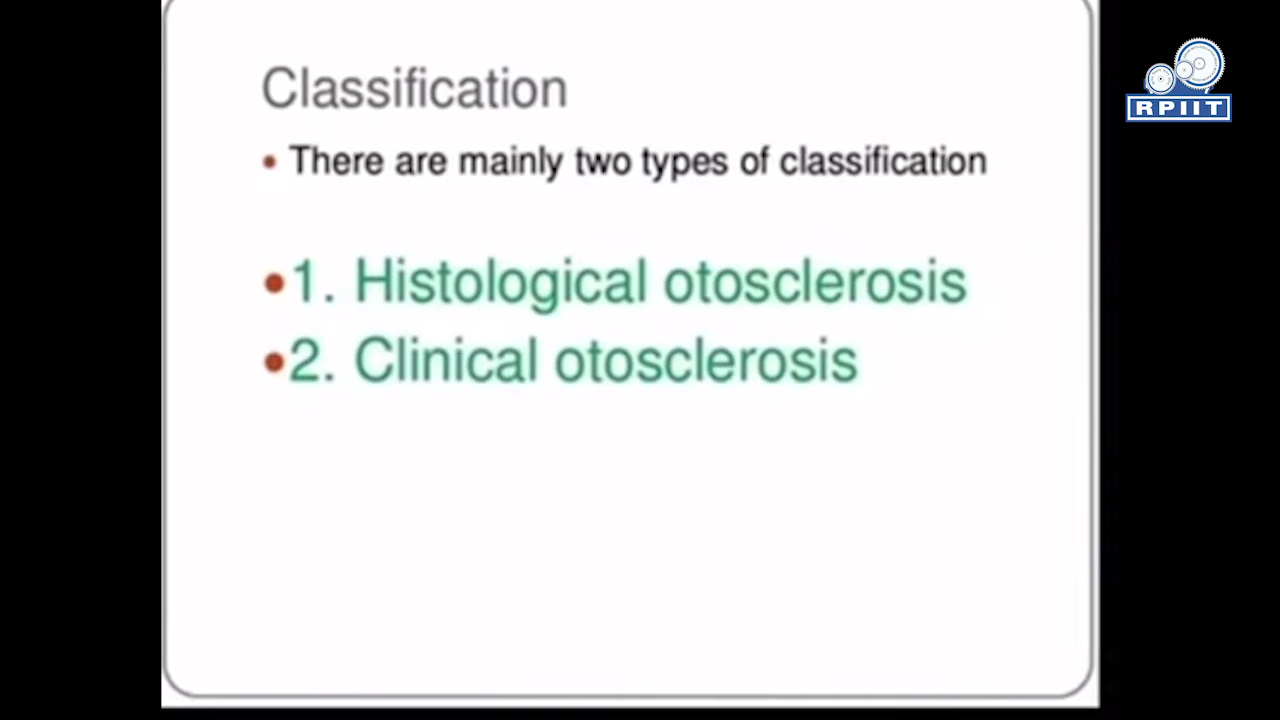 Classification
• There are mainly two types of classification
•1. Histological otosclerosis
•2. Clinical otosclerosis
RPIIT